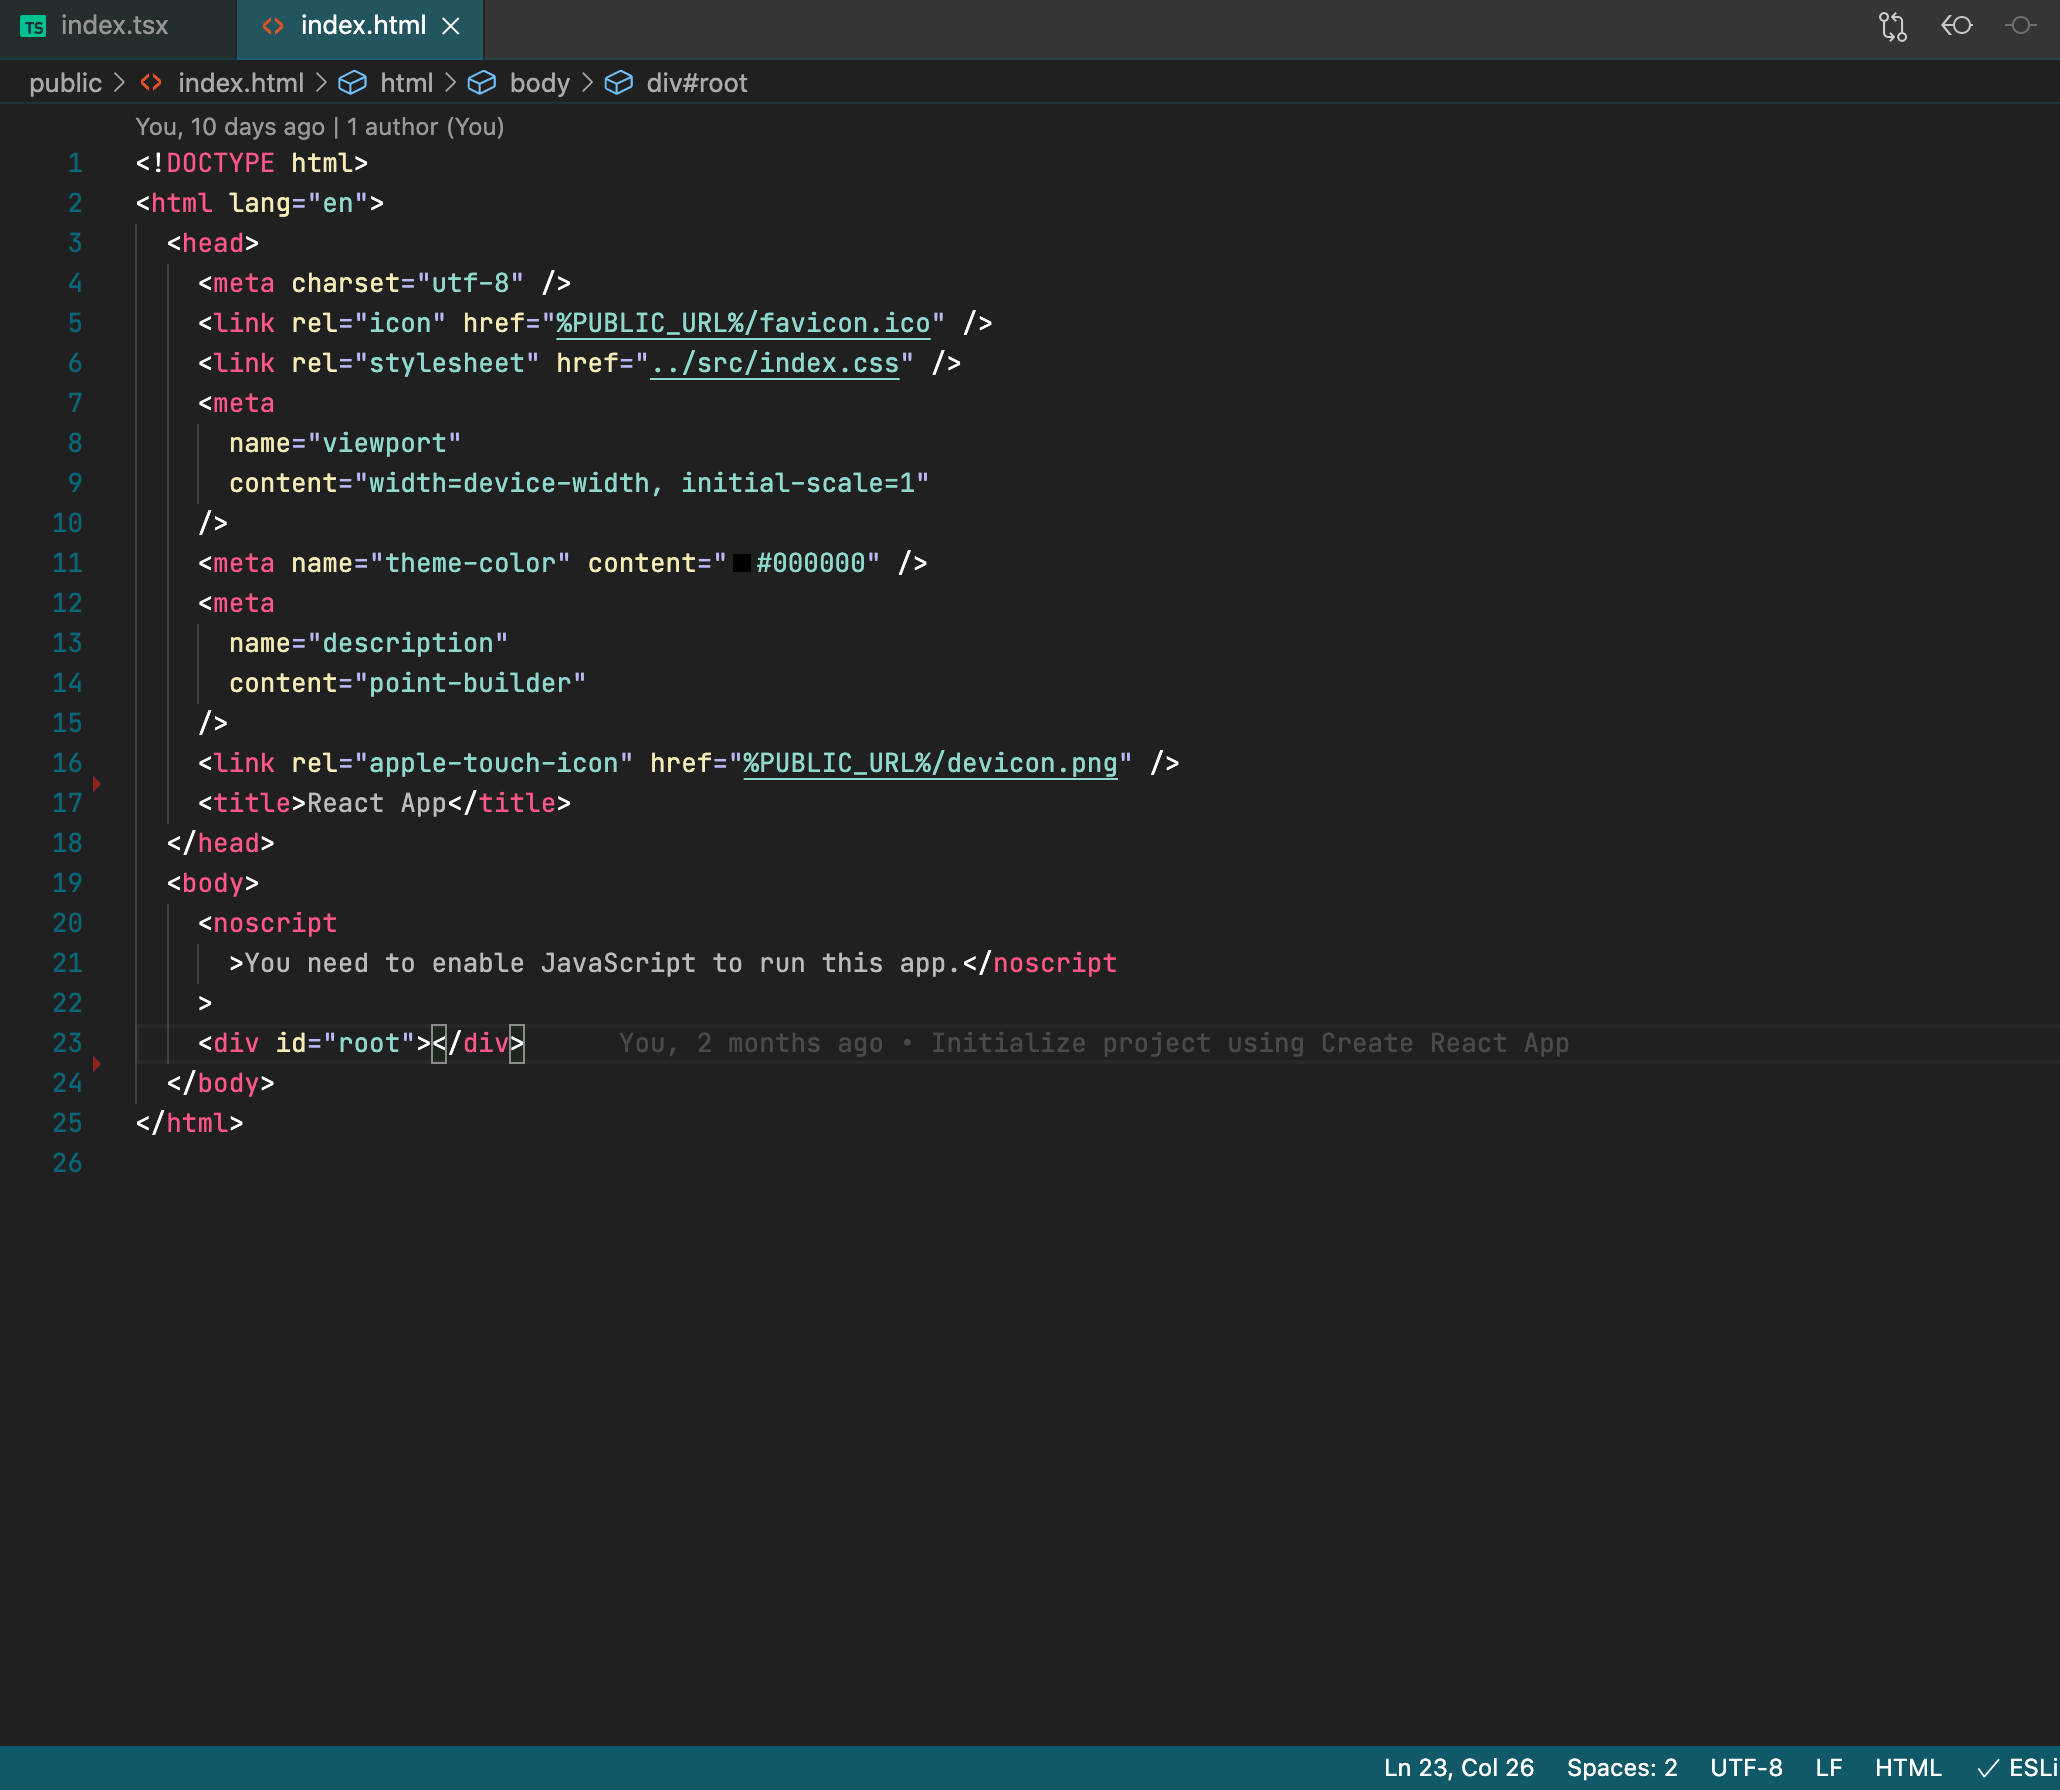 TS index.tsx index.html
public > index.html > html > body > div#root
You, 10 days ago | 1 author (You)
1 <!DOCTYPE html>
2 <html lang="en">
3 <head>
4 <meta charset="utf-8" />
5 <link rel="icon" href="%PUBLIC_URL%/favicon.ico" />
6 <link rel="stylesheet" href="../src/index.css" />
7 <meta
8 name="viewport"
9 content="width=device-width, initial-scale=1"
10 />
11 <meta name="theme-color" content="#000000" />
12 <meta
13 name="description"
14 content="point-builder"
15 />
16 <link rel="apple-touch-icon" href="%PUBLIC_URL%/devicon.png" />
17 <title>React App</title>
18 </head>
19 <body>
20 <noscript
21 >You need to enable JavaScript to run this app.</noscript
22 >
23 <div id="root"></div> You, 2 months ago • Initialize project using Create React App
24 </body>
25 </html>
26
Ln 23, Col 26 Spaces: 2 UTF-8 LF HTML ✓ ESLi